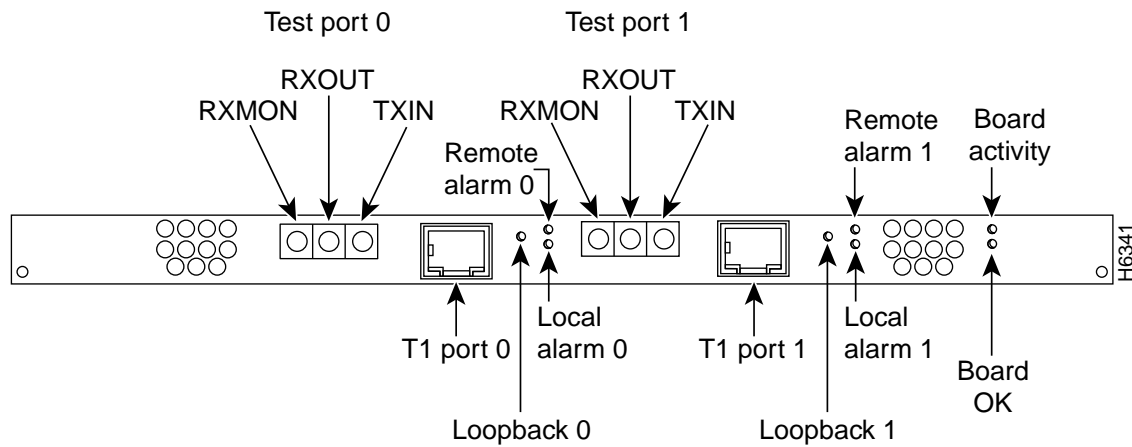 Test port 0
Test port 1
RXOUT
RXOUT
RXMON
TXIN
RXMON
TXIN
Remote
alarm 0
Remote
alarm 1
Board
activity
H6341
T1 port 0
Local
alarm 0
T1 port 1
Local
alarm 1
Board
OK
Loopback 0
Loopback 1